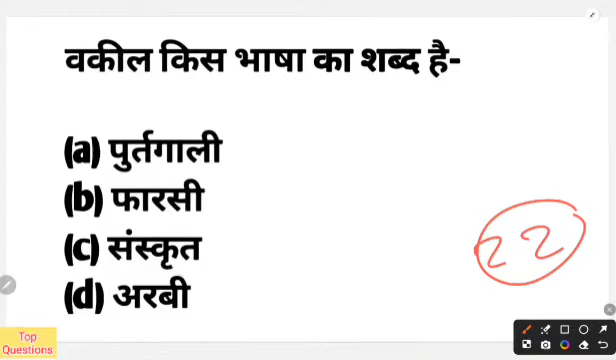 वकील किस भाषा का शब्द है-
(a) पुर्तगाली
(b) फारसी
(c) संस्कृत
(d) अरबी
22
Top
Questions